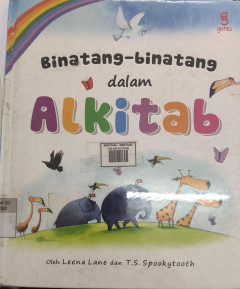 Binatang-binatang
dalam
Alkitab
Oleh Leena Lane dan T.S. Spookytooth